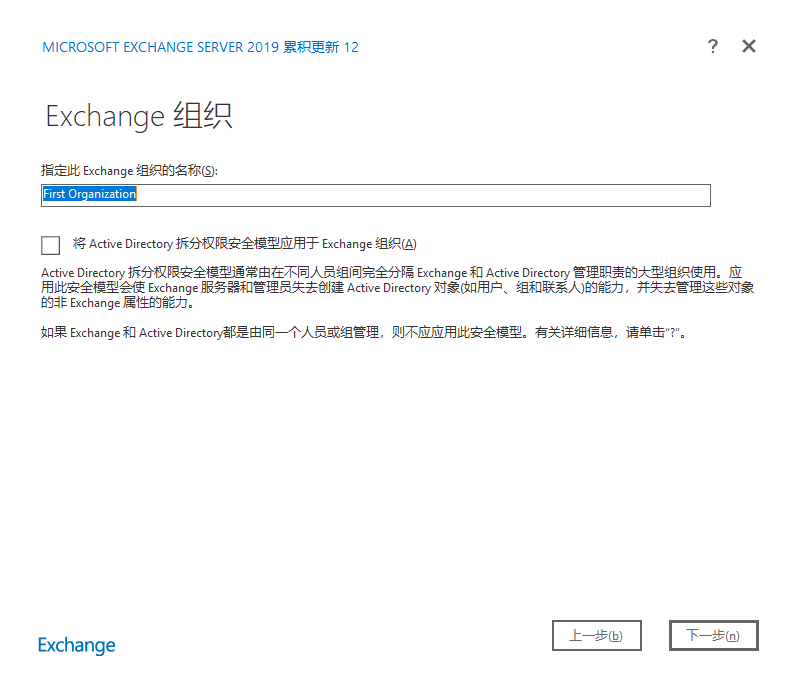 MICROSOFT EXCHANGE SERVER 2019 累积更新 12
?
Exchange 组织
指定此 Exchange 组织的名称(S):
First Organization
将 Active Directory 拆分权限安全模型应用于 Exchange 组织(A)
Active Directory 拆分权限安全模型通常由在不同人员组间完全分隔 Exchange 和 Active Directory 管理职责的大型组织使用。应
用此安全模型会使 Exchange 服务器和管理员失去创建 Active Directory 对象(如用户、组和联系人)的能力，并失去管理这些对象
的非 Exchange 属性的能力。
如果 Exchange 和 Active Directory都是由同一个人员或组管理，则不应应用此安全模型。有关详细信息，请单击“?”。
Exchange
上一步(b)
下一步(n)